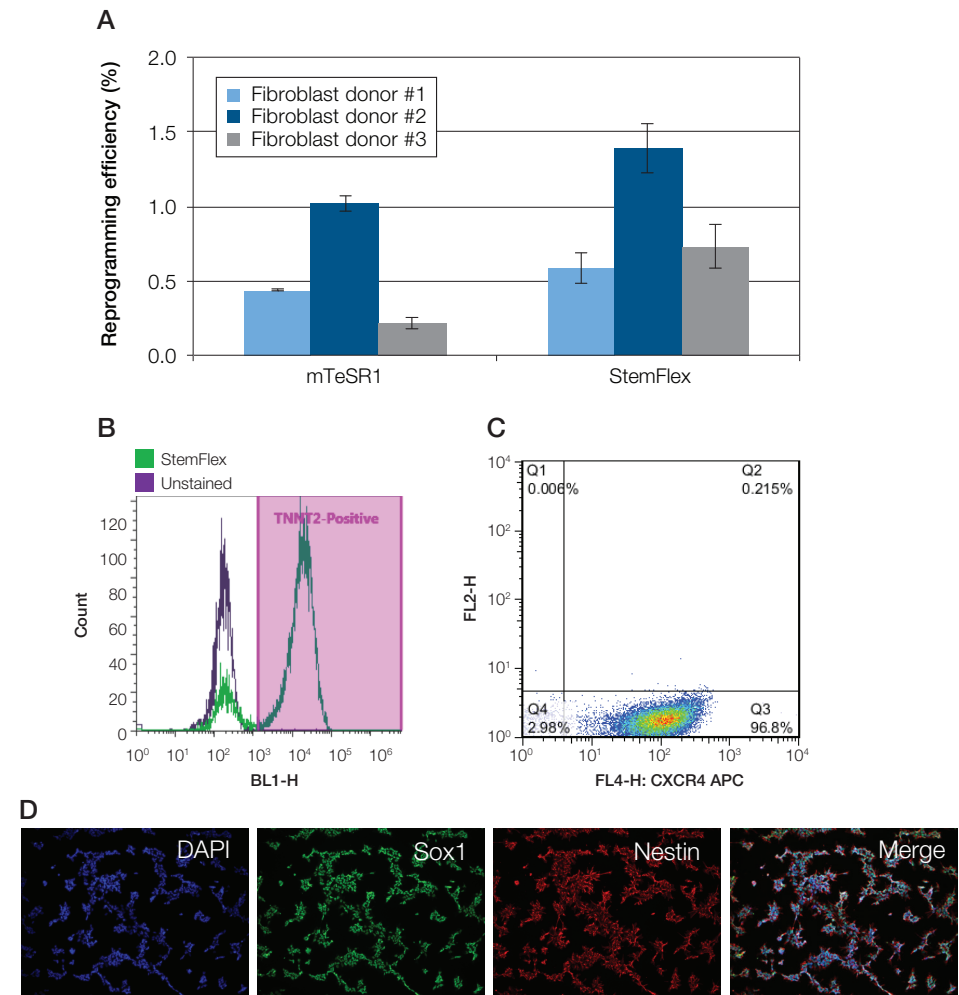 A
Reprogramming efficiency (%)
2.0
1.5
1.0
0.5
0.0
Fibroblast donor #1
Fibroblast donor #2
Fibroblast donor #3
mTeSR1
StemFlex
B
StemFlex
Unstained
TNNT2-Positive
Count
120
100
80
60
40
20
0
10⁰ 10¹ 10² 10³ 10⁴ 10⁵ 10⁶
BL1-H
C
FL2-H
10⁴
10²
10²
10¹
10⁰
Q1
0.006%
Q2
0.215%
Q4
2.98%
Q3
96.8%
10⁰ 10¹ 10² 10³ 10⁴
FL4-H: CXCR4 APC
D
DAPI
Sox1
Nestin
Merge